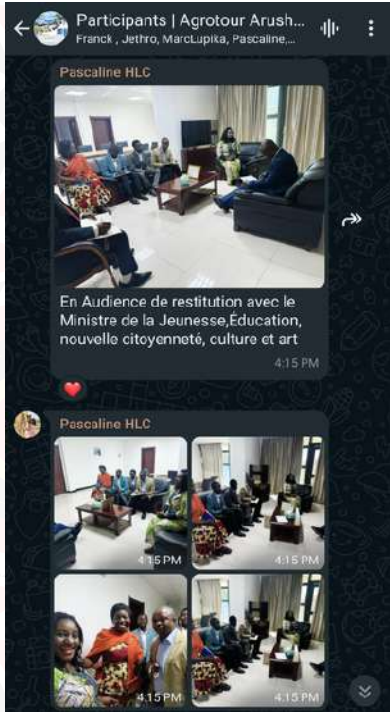 Participants | Agrotour Arush...
Franck , Jethro, MarcLupika, Pascaline,...
Pascaline HLC
En Audience de restitution avec le
Ministre de la Jeunesse,Éducation,
nouvelle citoyenneté, culture et art
4:15 PM
Pascaline HLC
4:15 PM
4:15 PM
4:15 PM
4:15 PM